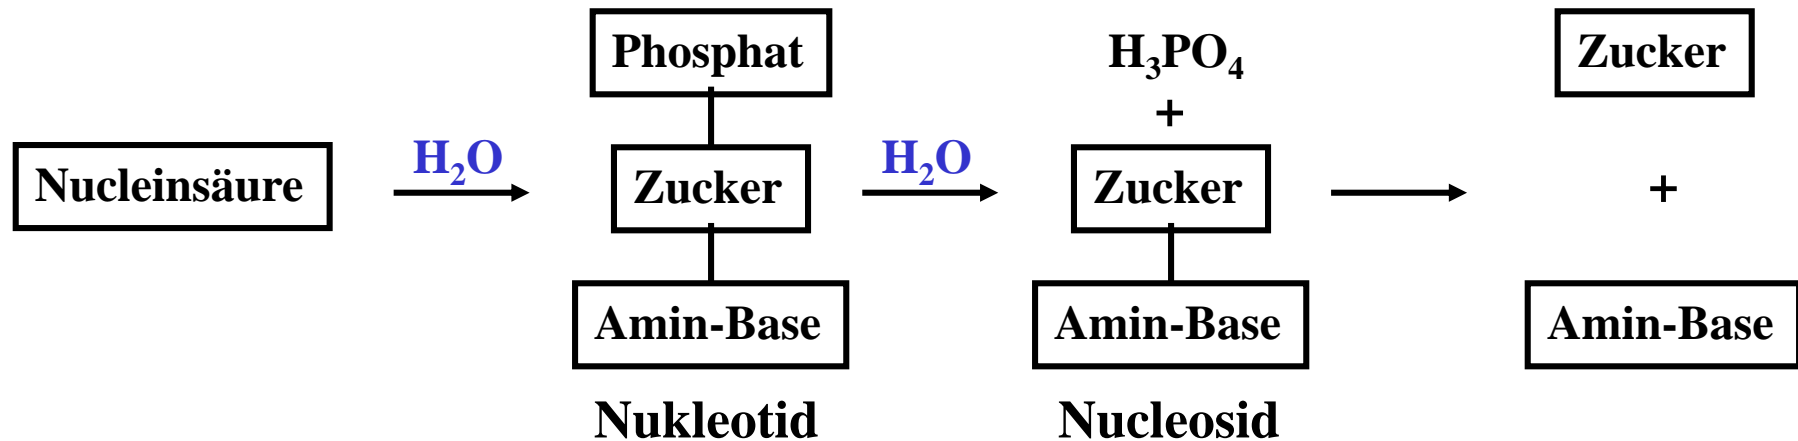 Nucleinsäure
H₂O
Phosphat
Zucker
Amin-Base
Nukleotid
H₂O
H₃PO₄
+
Zucker
Amin-Base
Nucleosid
Zucker
+
Amin-Base